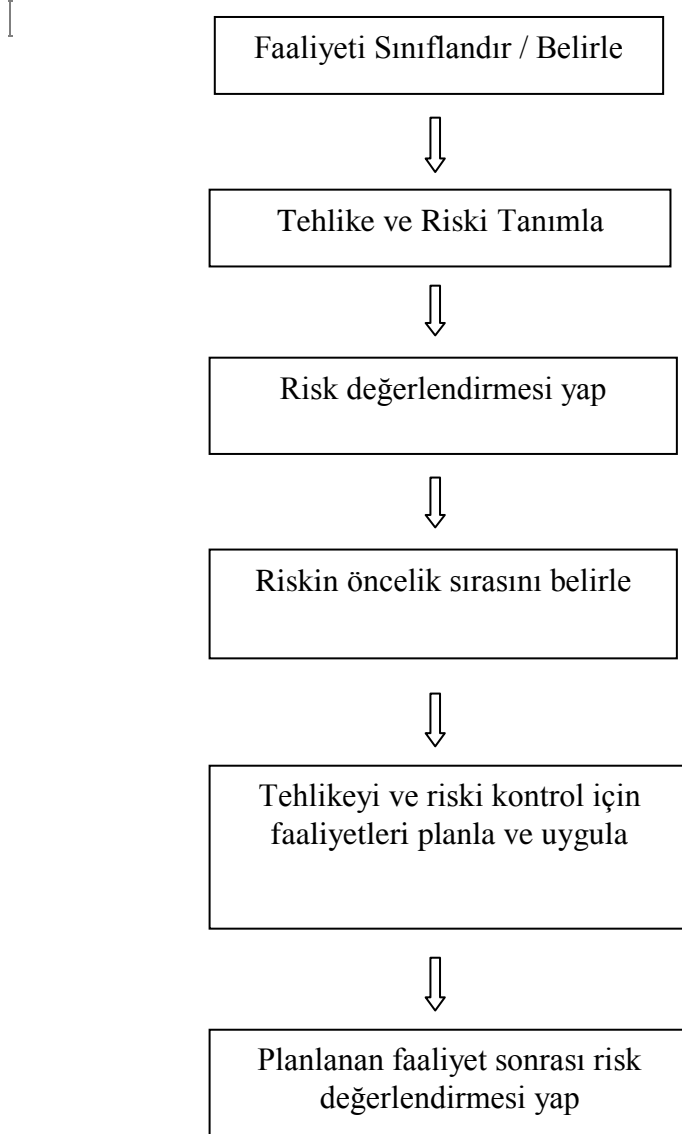 Faaliyeti Sınıflandır / Belirle
Tehlike ve Riski Tanımla
Risk değerlendirmesi yap
Riskin öncelik sırasını belirle
Tehlikeyi ve riski kontrol için
faaliyetleri planla ve uygula
Planlanan faaliyet sonrası risk
değerlendirmesi yap